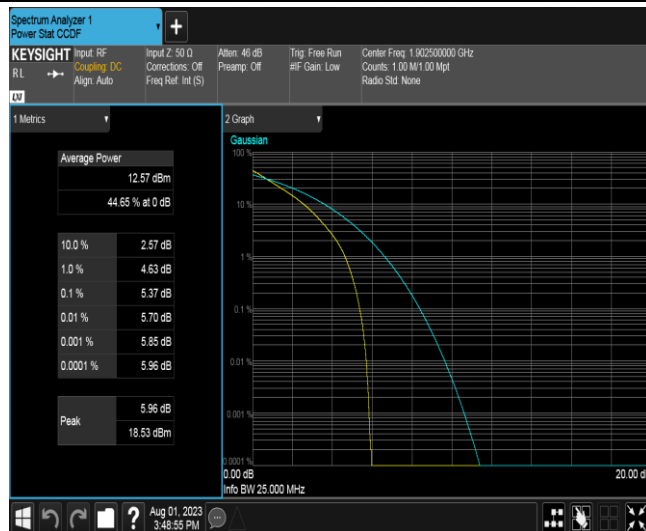 Spectrum Analyzer 1
Power Stat CCDF
+
KEYSIGHT
RL
Input: RF
Coupling: DC
Align: Auto
Input Z: 50 Ω
Corrections: Off
Freq Ref: Int (S)
Atten: 46 dB
Preamp: Off
Trig: Free Run
#IF Gain: Low
Center Freq: 1.902500000 GHz
Counts: 1.00 M/1.00 Mpt
Radio Std: None
1 Metrics
Average Power
12.57 dBm
44.65 % at 0 dB
10.0 % 2.57 dB
1.0 % 4.63 dB
0.1 % 5.37 dB
0.01 % 5.70 dB
0.001 % 5.85 dB
0.0001 % 5.96 dB
Peak
5.96 dB
18.53 dBm
2 Graph
Gaussian
100 %
10 %
1 %
0.1 %
0.01 %
0.001 %
0.0001 %
0.00 dB
20.00 d
Info BW 25.000 MHz
?
Aug 01, 2023
3:48:55 PM